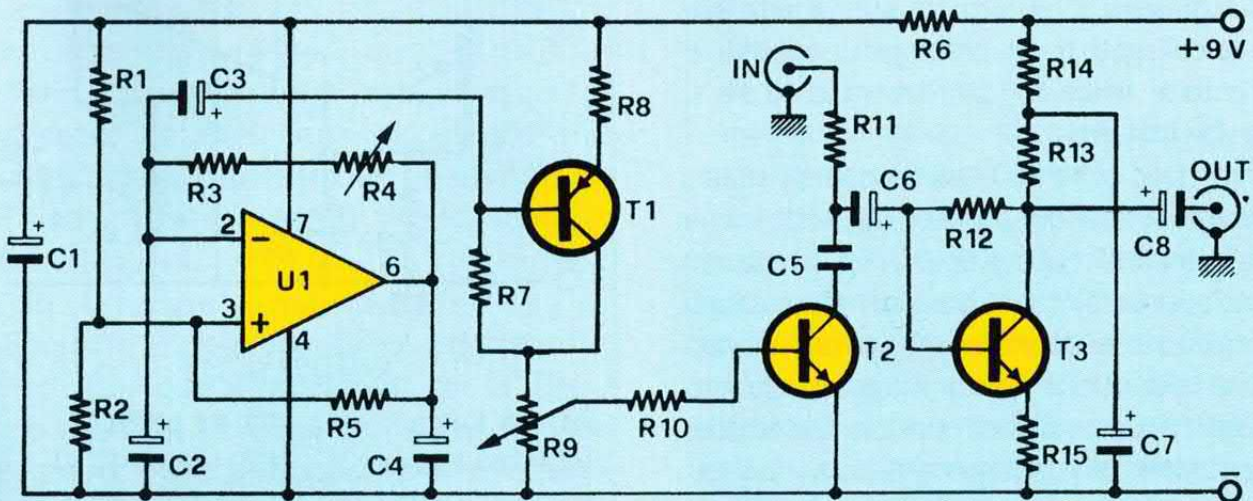 R6
+9V
IN
R14
R1
C3
+
R8
R11
R13
OUT
R3
R4
C6
+
T1
+
2
−
7
R12
C8
+
C1
U1
6
R7
C5
3
+
4
T2
T3
R2
R5
R10
+
C2
+
C4
R9
R15
+
C7
−